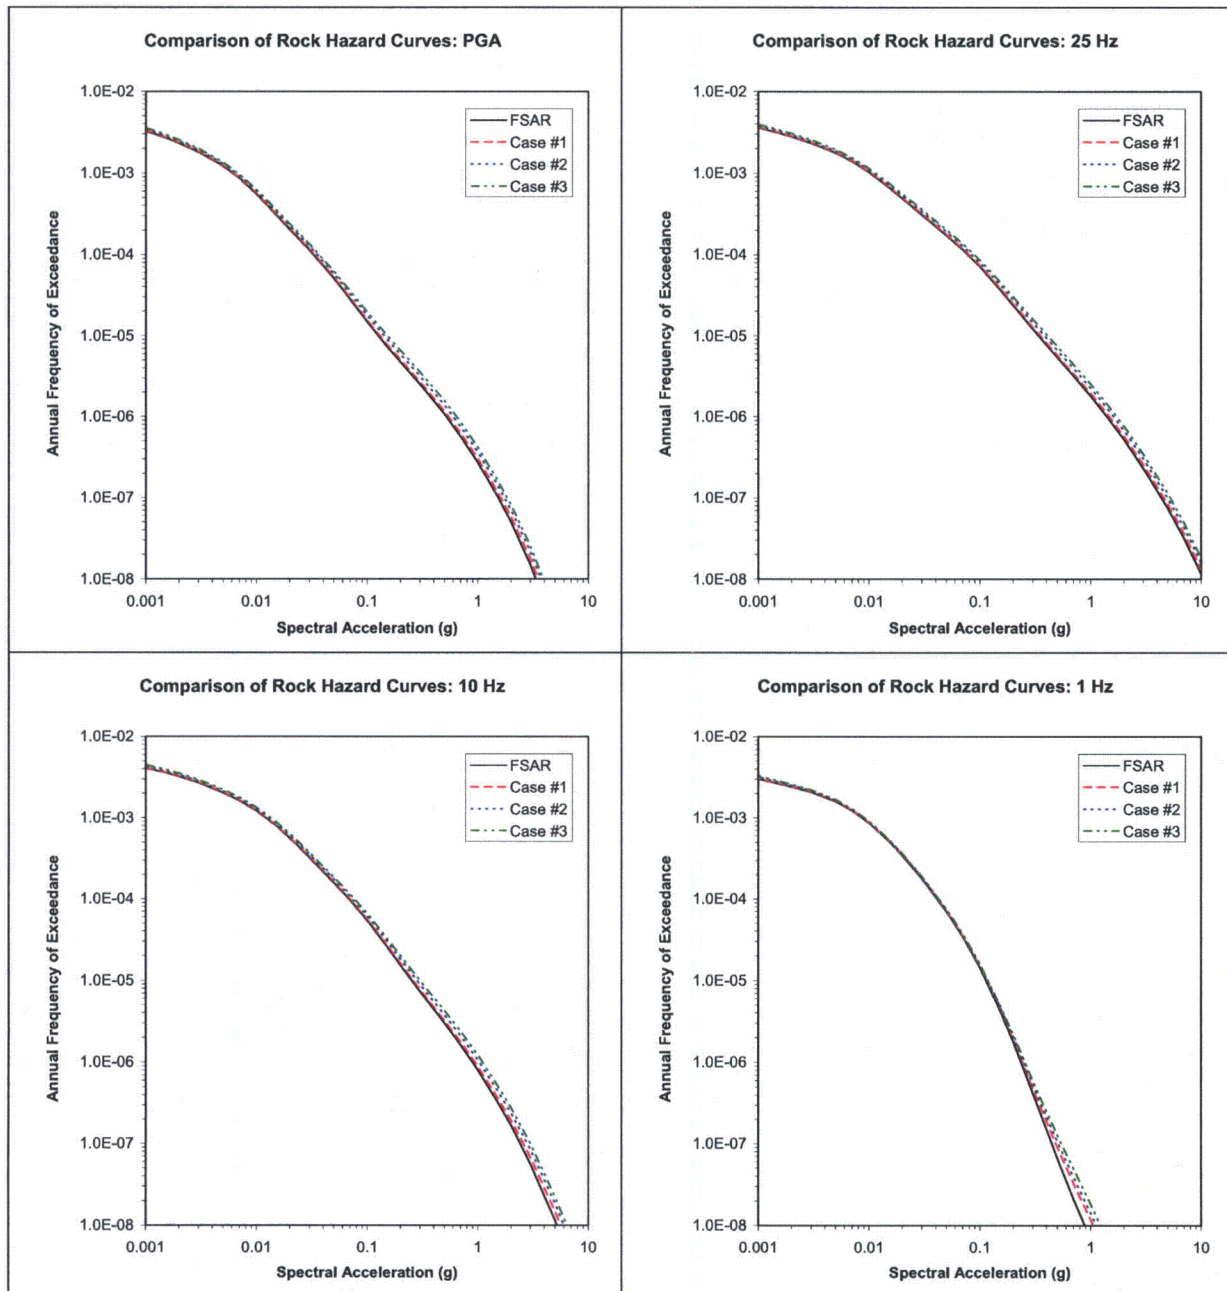 Comparison of Rock Hazard Curves: PGA
Annual Frequency of Exceedance
1.0E-02
1.0E-03
1.0E-04
1.0E-05
1.0E-06
1.0E-07
1.0E-08
FSAR
Case #1
Case #2
Case #3
0.001 0.01 0.1 1 10
Spectral Acceleration (g)
Comparison of Rock Hazard Curves: 25 Hz
Annual Frequency of Exceedance
1.0E-02
1.0E-03
1.0E-04
1.0E-05
1.0E-06
1.0E-07
1.0E-08
FSAR
Case #1
Case #2
Case #3
0.001 0.01 0.1 1 10
Spectral Acceleration (g)
Comparison of Rock Hazard Curves: 10 Hz
Annual Frequency of Exceedance
1.0E-02
1.0E-03
1.0E-04
1.0E-05
1.0E-06
1.0E-07
1.0E-08
FSAR
Case #1
Case #2
Case #3
0.001 0.01 0.1 1 10
Spectral Acceleration (g)
Comparison of Rock Hazard Curves: 1 Hz
Annual Frequency of Exceedance
1.0E-02
1.0E-03
1.0E-04
1.0E-05
1.0E-06
1.0E-07
1.0E-08
FSAR
Case #1
Case #2
Case #3
0.001 0.01 0.1 1 10
Spectral Acceleration (g)